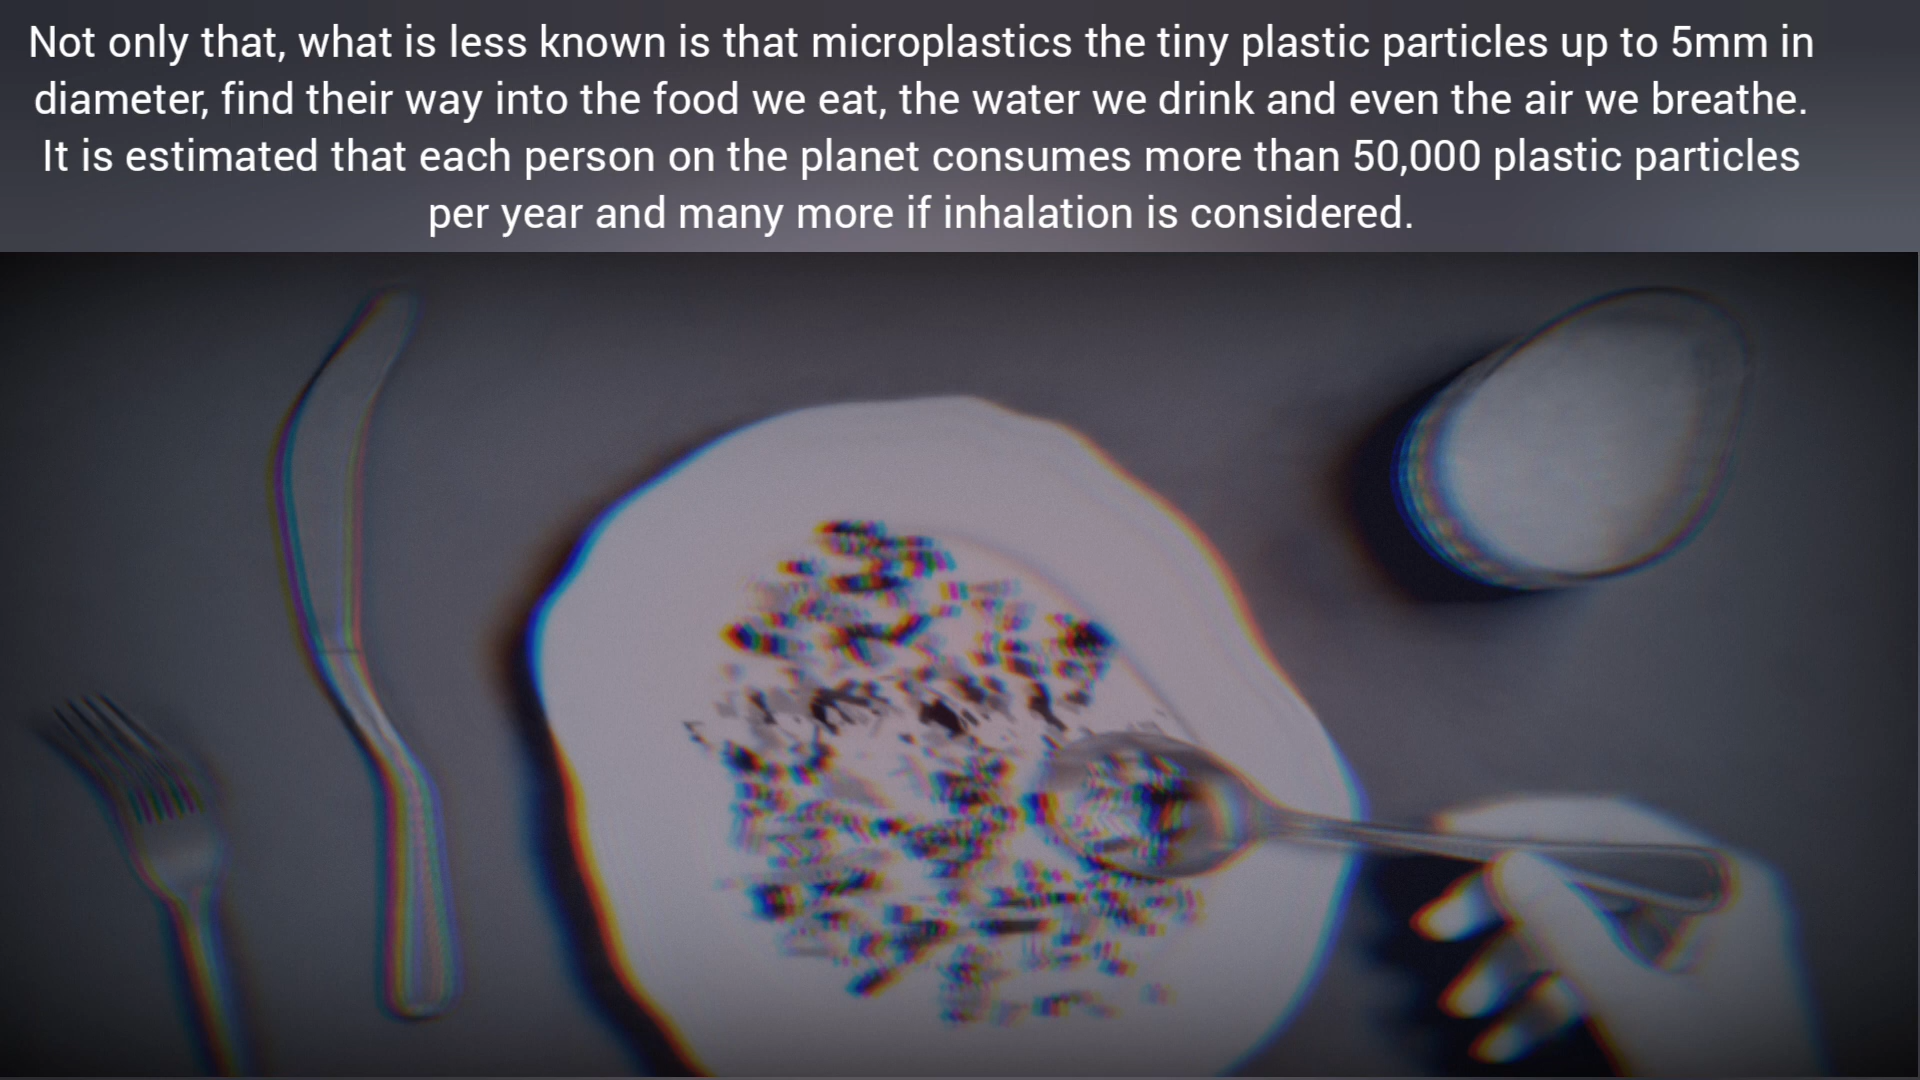 Not only that, what is less known is that microplastics the tiny plastic particles up to 5mm in
diameter, find their way into the food we eat, the water we drink and even the air we breathe.
It is estimated that each person on the planet consumes more than 50,000 plastic particles
per year and many more if inhalation is considered.